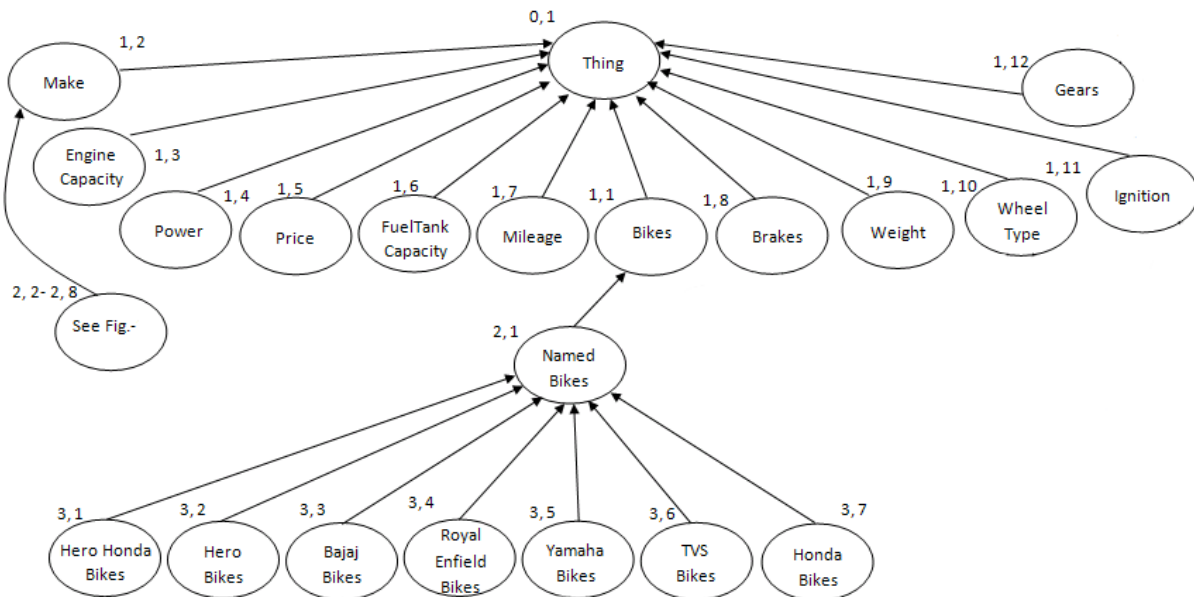 0, 1
Thing
1, 2
Make
1, 12
Gears
Engine
Capacity
1, 3
1, 4
Power
1, 5
Price
1, 6
FuelTank
Capacity
1, 7
Mileage
1, 1
Bikes
1, 8
Brakes
1, 9
Weight
1, 10
Wheel
Type
1, 11
Ignition
2, 2- 2, 8
See Fig.-
2, 1
Named
Bikes
3, 1
Hero Honda
Bikes
3, 2
Hero
Bikes
3, 3
Bajaj
Bikes
3, 4
Royal
Enfield
Bikes
3, 5
Yamaha
Bikes
3, 6
TVS
Bikes
3, 7
Honda
Bikes